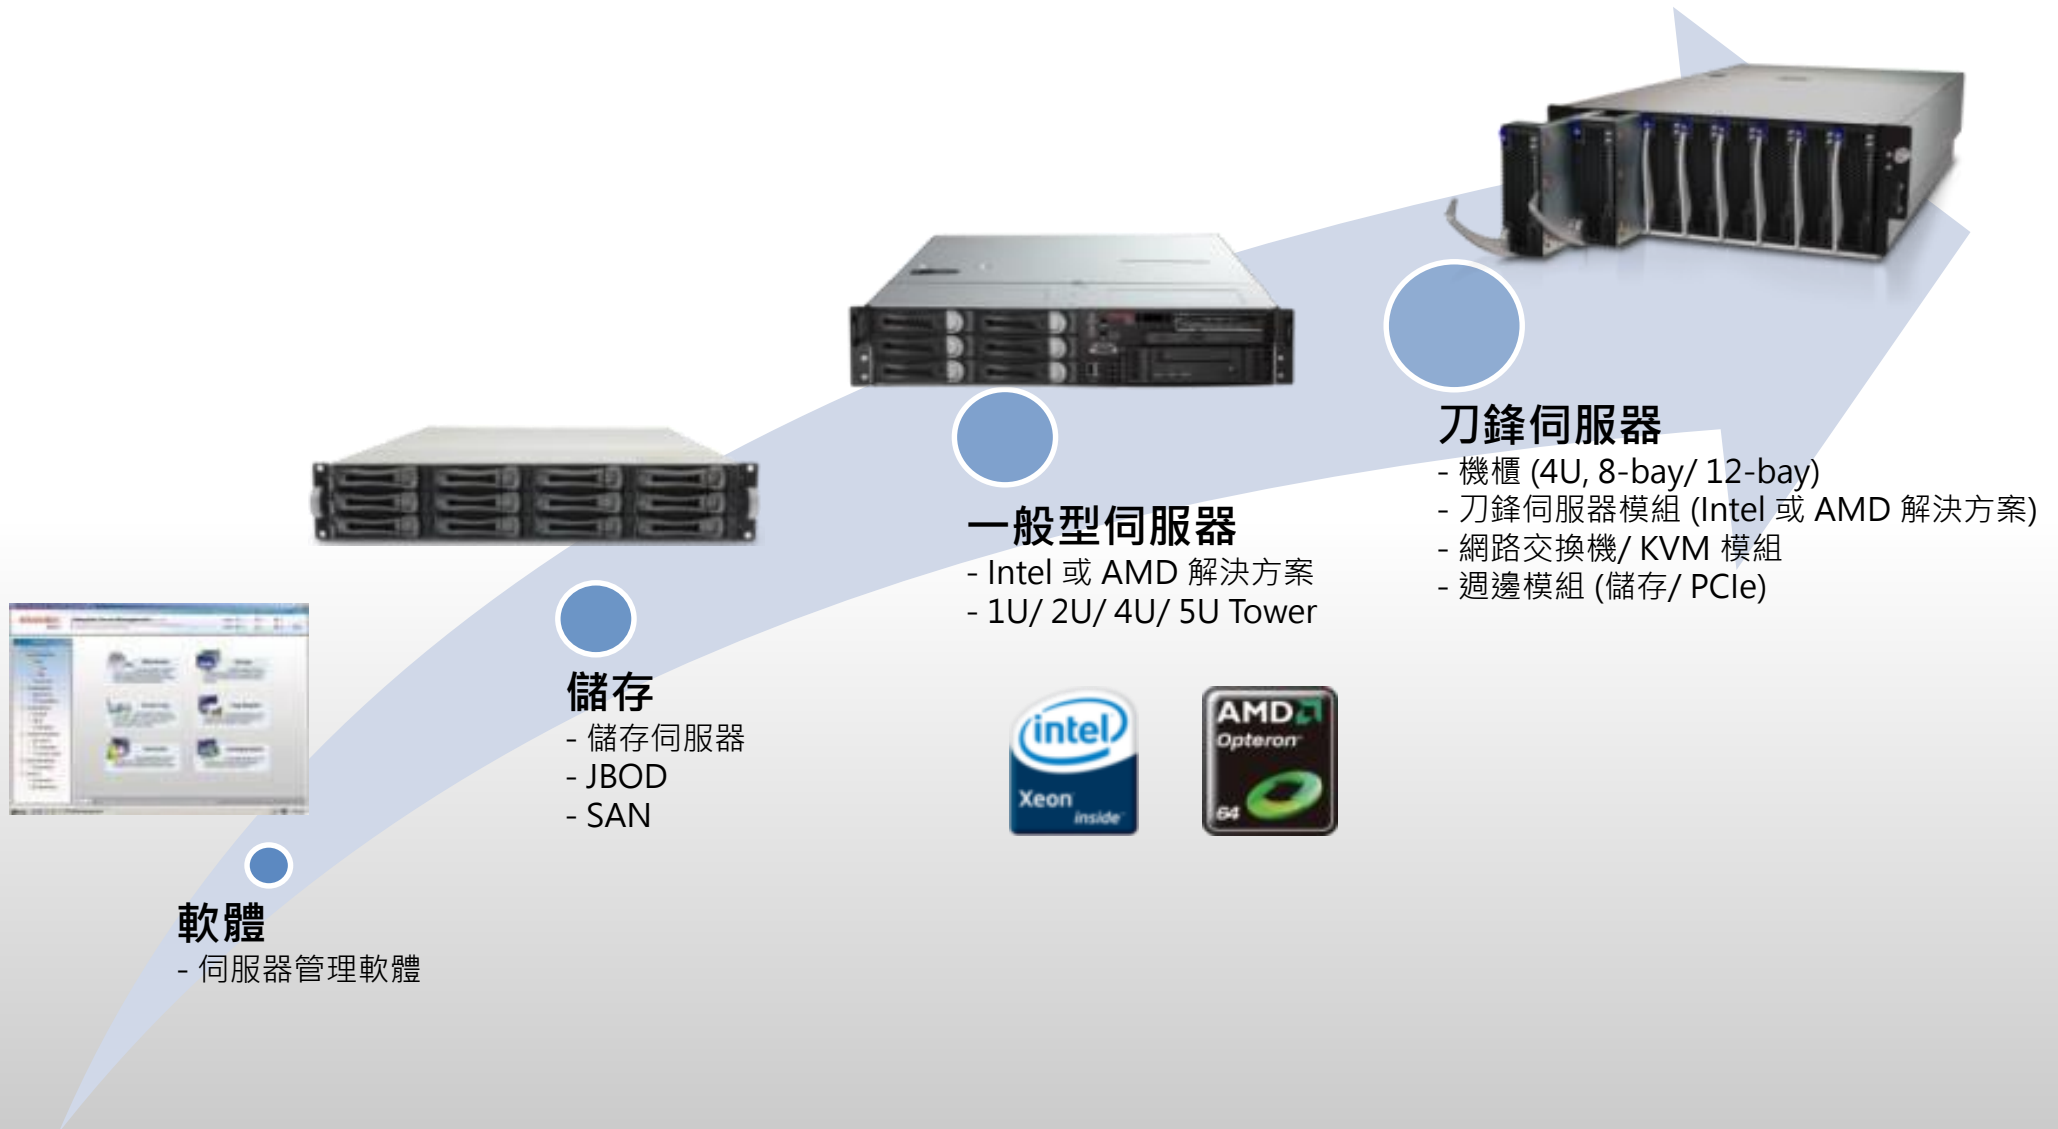 軟體
- 伺服器管理軟體
儲存
- 儲存伺服器
- JBOD
- SAN
一般型伺服器
- Intel 或 AMD 解決方案
- 1U/ 2U/ 4U/ 5U Tower
intel
Xeon
inside
AMD
Opteron
64
刀鋒伺服器
- 機櫃 (4U, 8-bay/ 12-bay)
- 刀鋒伺服器模組 (Intel 或 AMD 解決方案)
- 網路交換機/ KVM 模組
- 週邊模組 (儲存/ PCIe)